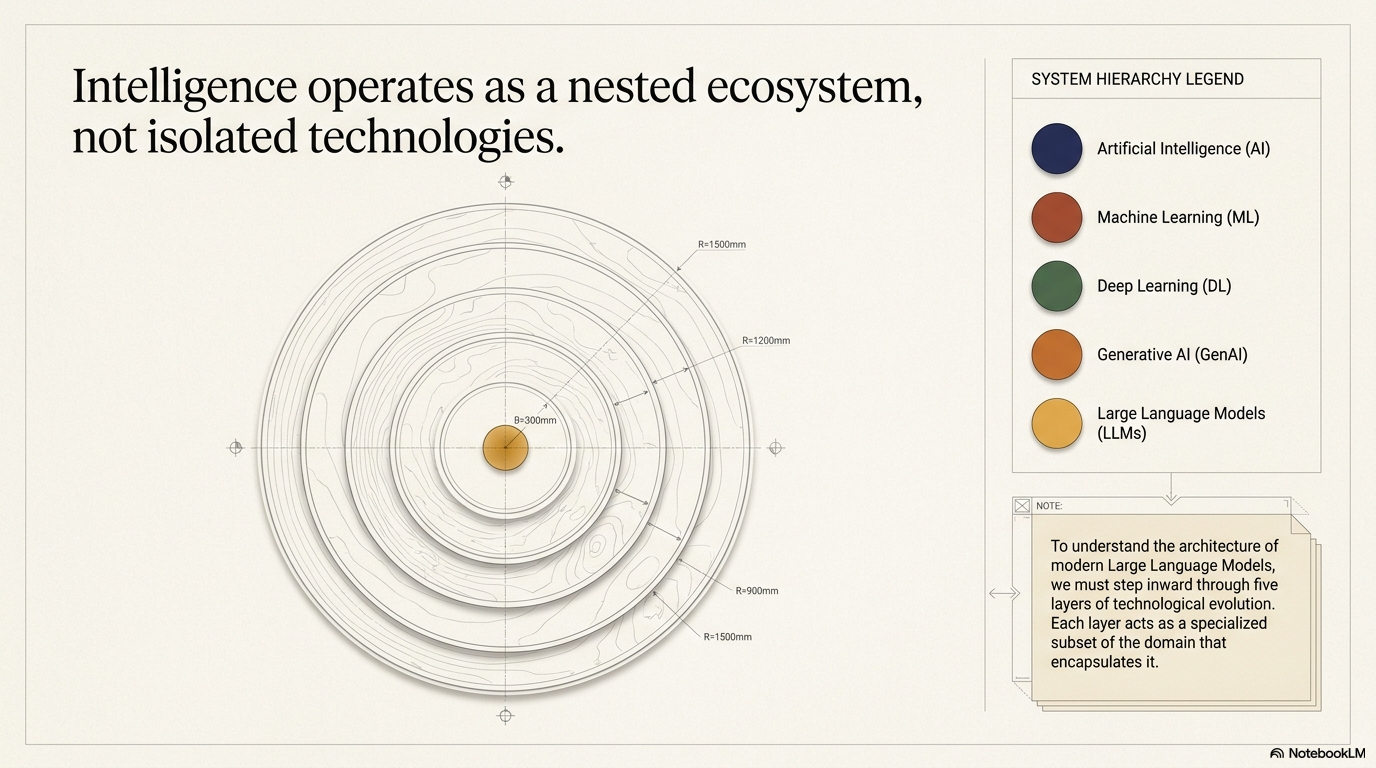 Intelligence operates as a nested ecosystem,
not isolated technologies.
R=1500mm
R=1200mm
B=300mm
R=900mm
R=1500mm
SYSTEM HIERARCHY LEGEND
Artificial Intelligence (AI)
Machine Learning (ML)
Deep Learning (DL)
Generative AI (GenAI)
Large Language Models
(LLMs)
NOTE:
To understand the architecture of
modern Large Language Models,
we must step inward through five
layers of technological evolution.
Each layer acts as a specialized
subset of the domain that
encapsulates it.
NotebookLM